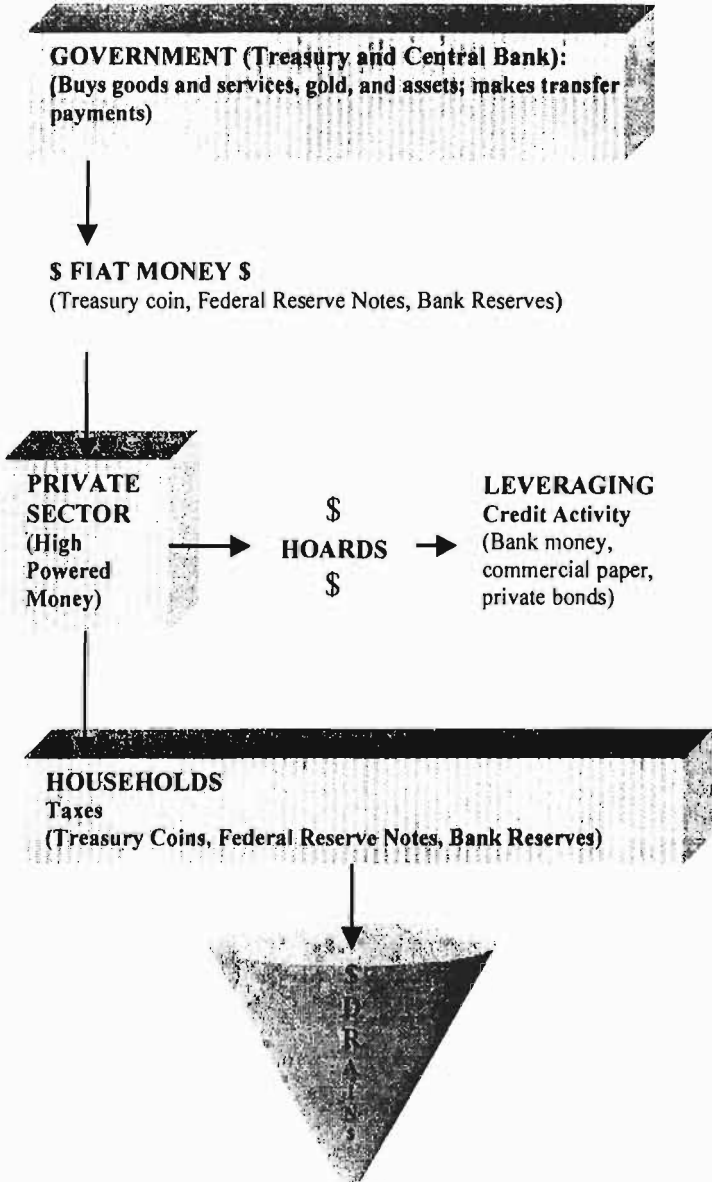 GOVERNMENT (Treasury and Central Bank):
(Buys goods and services, gold, and assets; makes transfer
payments)
$ FIAT MONEY $
(Treasury coin, Federal Reserve Notes, Bank Reserves)
PRIVATE
SECTOR
(High
Powered
Money)
$
HOARDS
$
LEVERAGING
Credit Activity
(Bank money,
commercial paper,
private bonds)
HOUSEHOLDS
Taxes
(Treasury Coins, Federal Reserve Notes, Bank Reserves)
$DRAINS